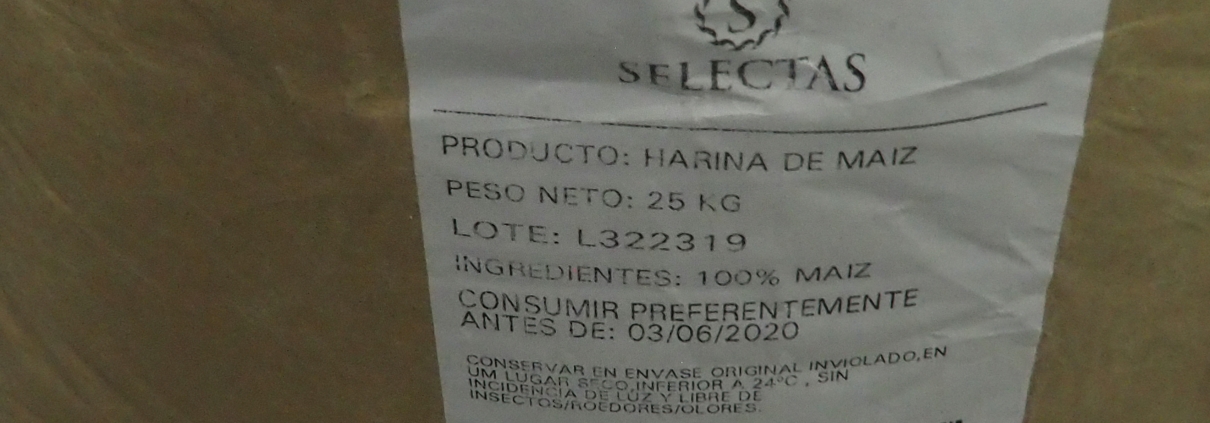 S
SELECTAS
PRODUCTO: HARINA DE MAIZ
PESO NETO: 25 KG
LOTE: L322319
INGREDIENTES: 100% MAIZ
CONSUMIR PREFERENTEMENTE
ANTES DE: 03/06/2020
CONSERVAR EN ENVASE ORIGINAL INVIOLADO,EN
UM LUGAR SECO,INFERIOR A 24°C , SIN
INCIDENCIA DE LUZ Y LIBRE DE
INSECTOS/ROEDORES/OLORES.